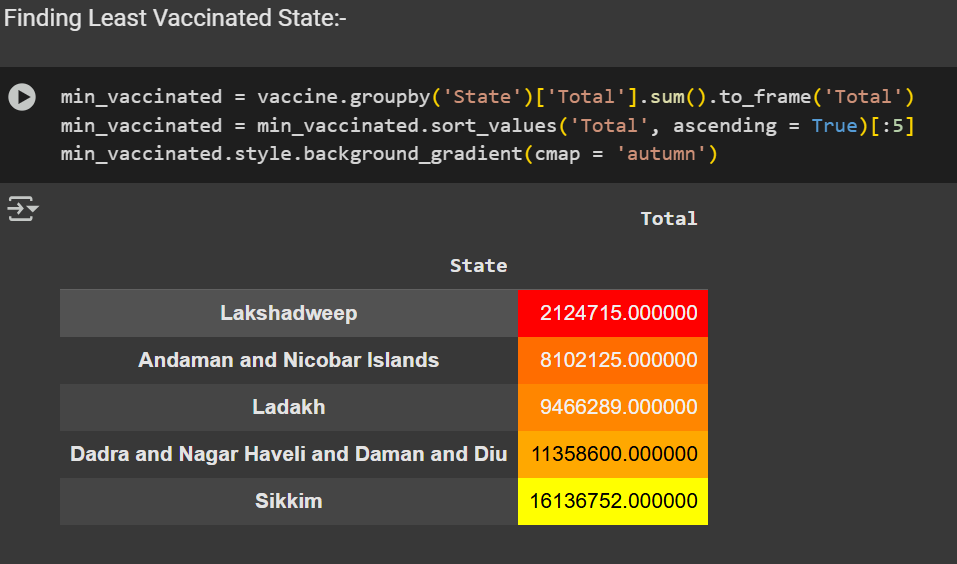 Finding Least Vaccinated State:-
min_vaccinated = vaccine.groupby('State')['Total'].sum().to_frame('Total')
min_vaccinated = min_vaccinated.sort_values('Total', ascending = True)[:5]
min_vaccinated.style.background_gradient(cmap = 'autumn')
Total
State
Lakshadweep 2124715.000000
Andaman and Nicobar Islands 8102125.000000
Ladakh 9466289.000000
Dadra and Nagar Haveli and Daman and Diu 11358600.000000
Sikkim 16136752.000000